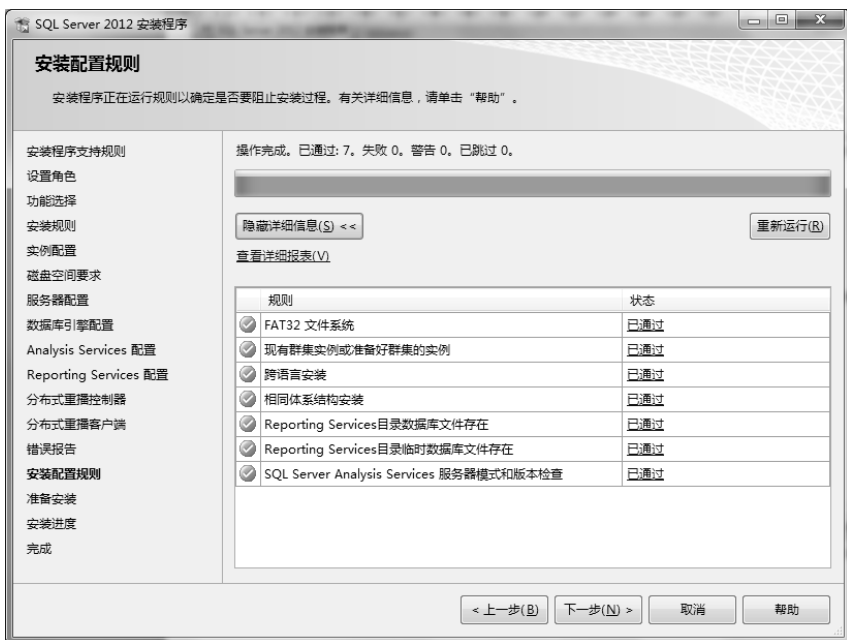 SQL Server 2012 安装程序
安装配置规则
安装程序正在运行规则以确定是否要阻止安装过程。有关详细信息，请单击“帮助”。
安装程序支持规则
设置角色
功能选择
安装规则
实例配置
磁盘空间要求
服务器配置
数据库引擎配置
Analysis Services 配置
Reporting Services 配置
分布式重播控制器
分布式重播客户端
错误报告
安装配置规则
准备安装
安装进度
完成
操作完成。已通过: 7。失败 0。警告 0。已跳过 0。
隐藏详细信息(S) <<
重新运行(R)
查看详细报表(V)
规则 状态
FAT32 文件系统 已通过
现有群集实例或准备好群集的实例 已通过
跨语言安装 已通过
相同体系结构安装 已通过
Reporting Services目录数据库文件存在 已通过
Reporting Services目录临时数据库文件存在 已通过
SQL Server Analysis Services 服务器模式和版本检查 已通过
< 上一步(B) 下一步(N) > 取消 帮助